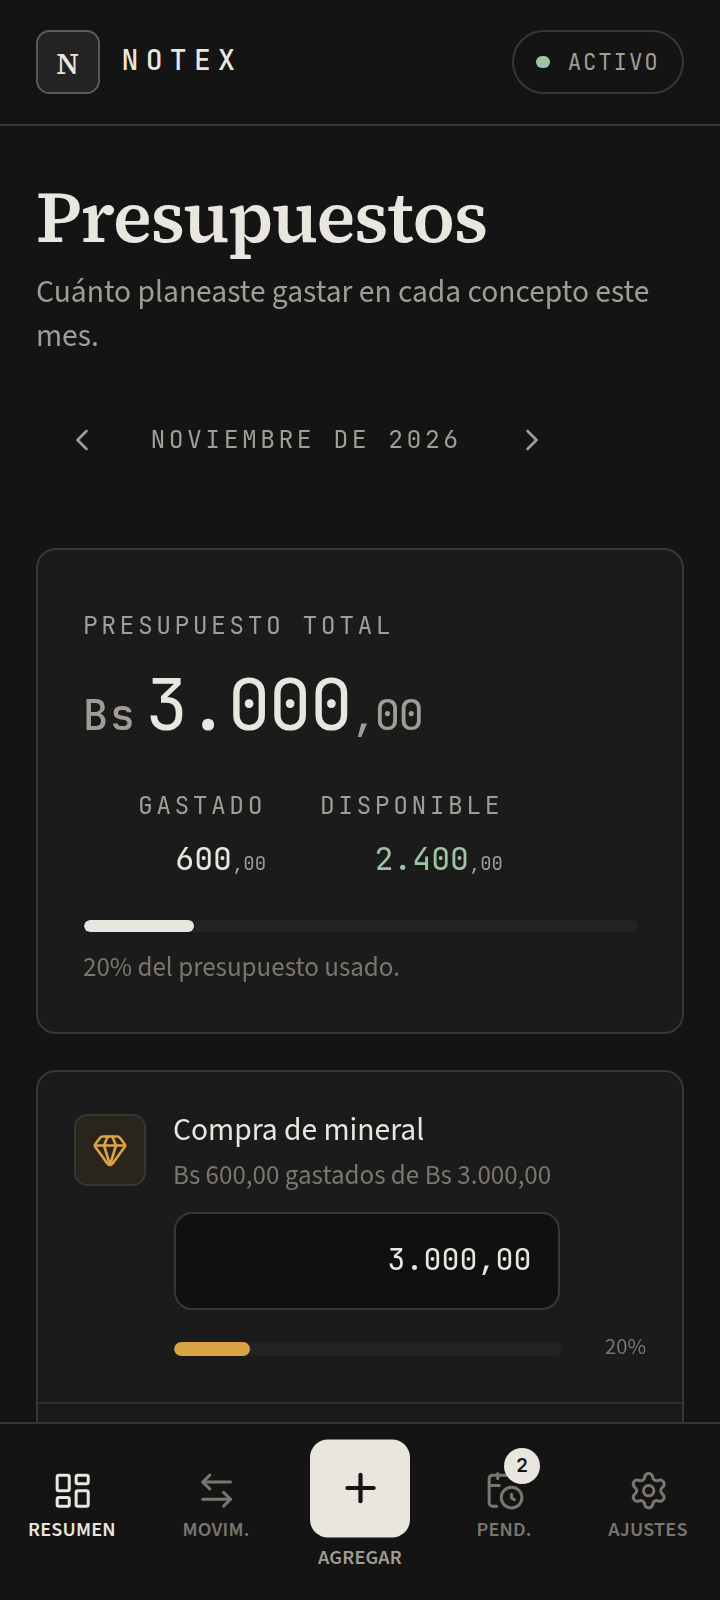 N NOTEX ACTIVO
Presupuestos
Cuánto planeaste gastar en cada concepto este
mes.
NOVIEMBRE DE 2026
PRESUPUESTO TOTAL
Bs 3.000,00
GASTADO DISPONIBLE
600,00 2.400,00
20% del presupuesto usado.
Compra de mineral
Bs 600,00 gastados de Bs 3.000,00
3.000,00
20%
2
RESUMEN MOVIM. PEND. AJUSTES
AGREGAR